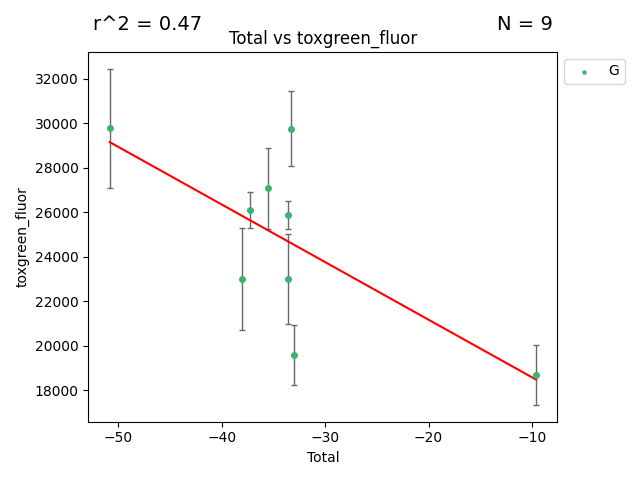 r^2 = 0.47
N = 9
Total vs toxgreen_fluor
G
32000
30000
28000
26000
24000
22000
20000
18000
toxgreen_fluor
−50
−40
−30
−20
−10
Total